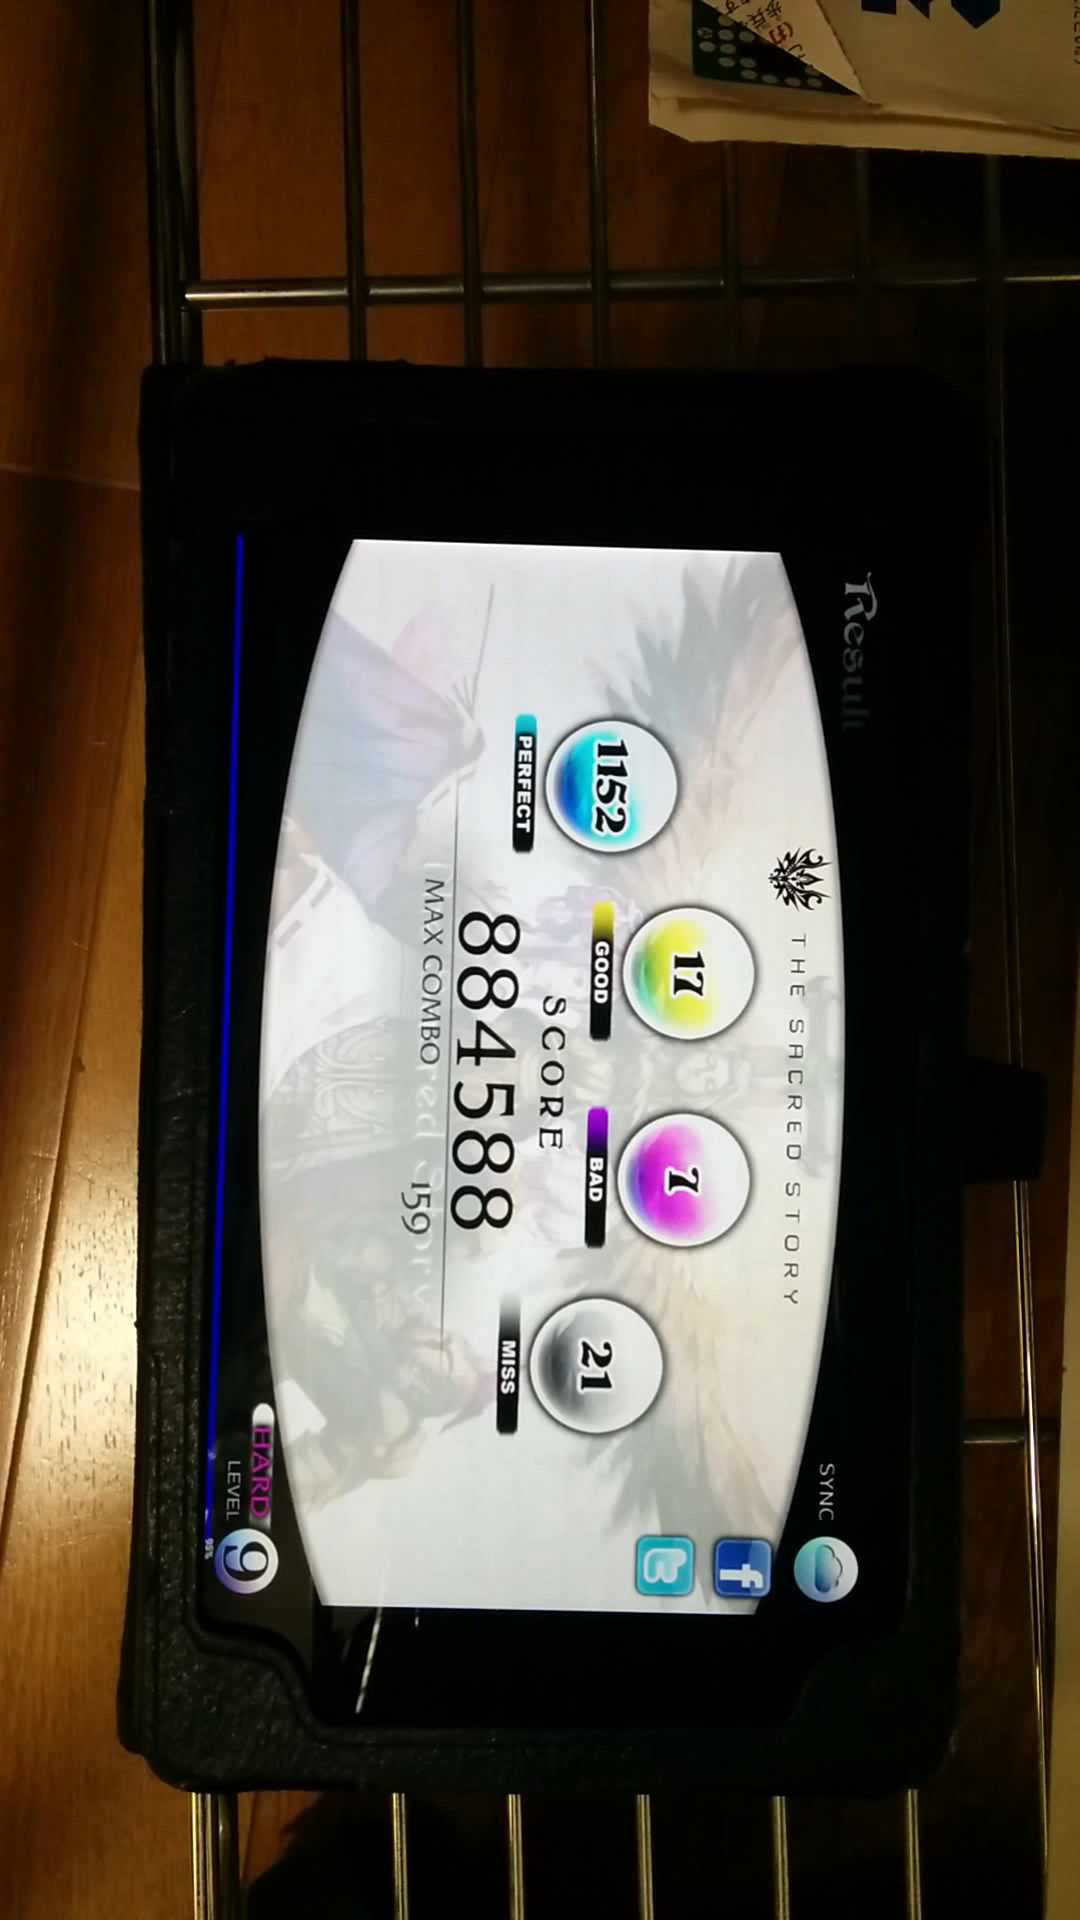 Result
THE SACRED STORY
SYNC
1152
PERFECT
17
GOOD
7
BAD
21
MISS
SCORE
884588
MAX COMBO 159
HARD
LEVEL 9
95%